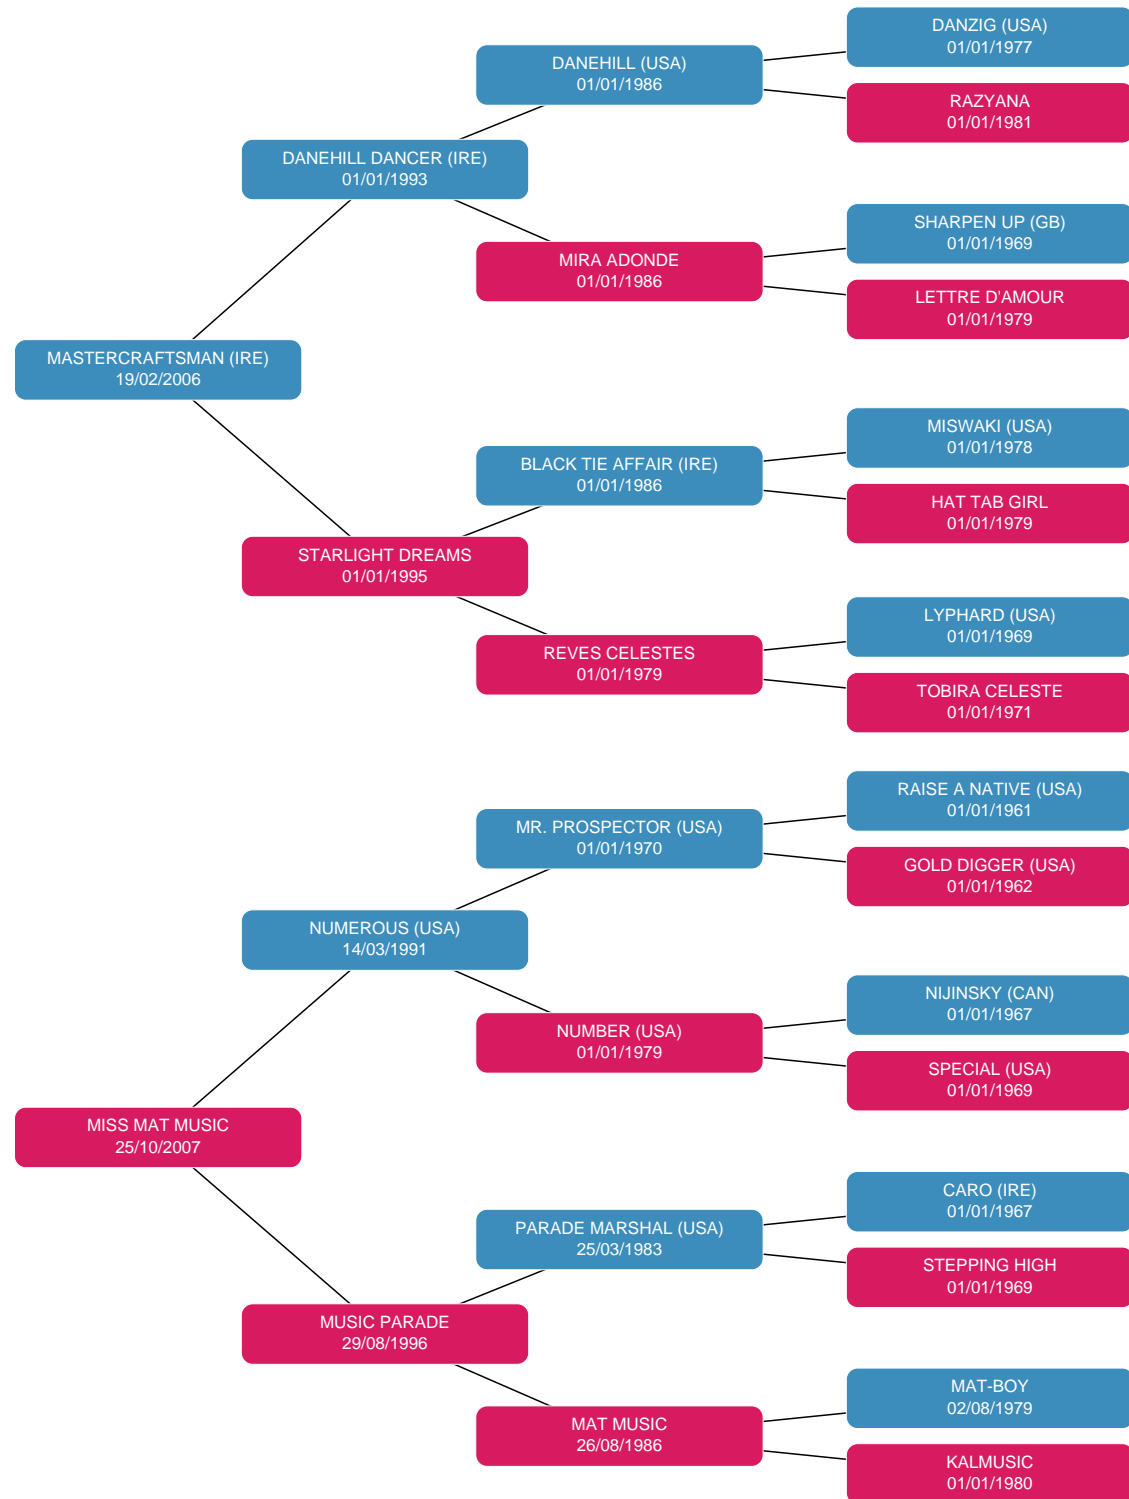 DANZIG (USA)
01/01/1977
DANEHILL (USA)
01/01/1986
RAZYANA
01/01/1981
DANEHILL DANCER (IRE)
01/01/1993
SHARPEN UP (GB)
01/01/1969
MIRA ADONDE
01/01/1986
LETTRE D'AMOUR
01/01/1979
MASTERCRAFTSMAN (IRE)
19/02/2006
MISWAKI (USA)
01/01/1978
BLACK TIE AFFAIR (IRE)
01/01/1986
HAT TAB GIRL
01/01/1979
STARLIGHT DREAMS
01/01/1995
LYPHARD (USA)
01/01/1969
REVES CELESTES
01/01/1979
TOBIRA CELESTE
01/01/1971
RAISE A NATIVE (USA)
01/01/1961
MR. PROSPECTOR (USA)
01/01/1970
GOLD DIGGER (USA)
01/01/1962
NUMEROUS (USA)
14/03/1991
NIJINSKY (CAN)
01/01/1967
NUMBER (USA)
01/01/1979
SPECIAL (USA)
01/01/1969
MISS MAT MUSIC
25/10/2007
CARO (IRE)
01/01/1967
PARADE MARSHAL (USA)
25/03/1983
STEPPING HIGH
01/01/1969
MUSIC PARADE
29/08/1996
MAT-BOY
02/08/1979
MAT MUSIC
26/08/1986
KALMUSIC
01/01/1980